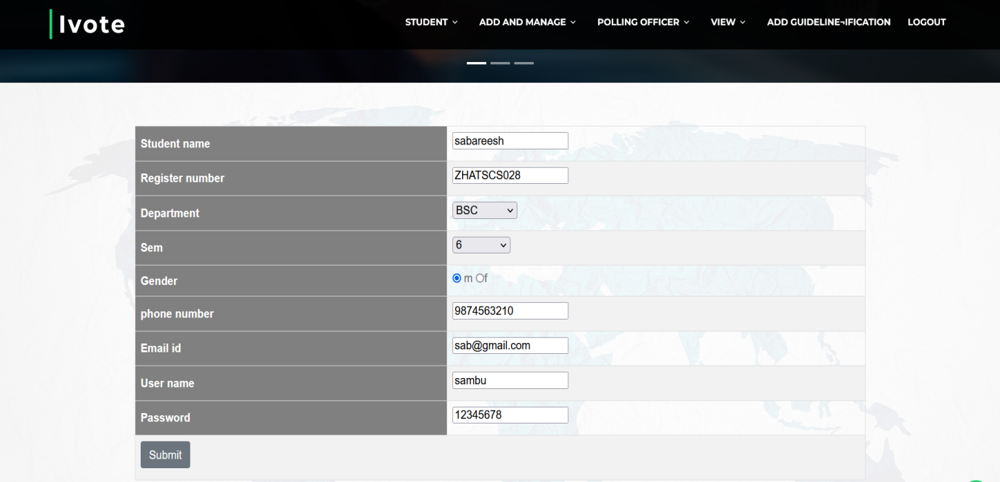 Ivote
STUDENT ADD AND MANAGE POLLING OFFICER VIEW ADD GUIDELINE¬IFICATION LOGOUT
Student name sabareesh
Register number ZHATSCS028
Department BSC
Sem 6
Gender m f
phone number 9874563210
Email id sab@gmail.com
User name sambu
Password 12345678
Submit